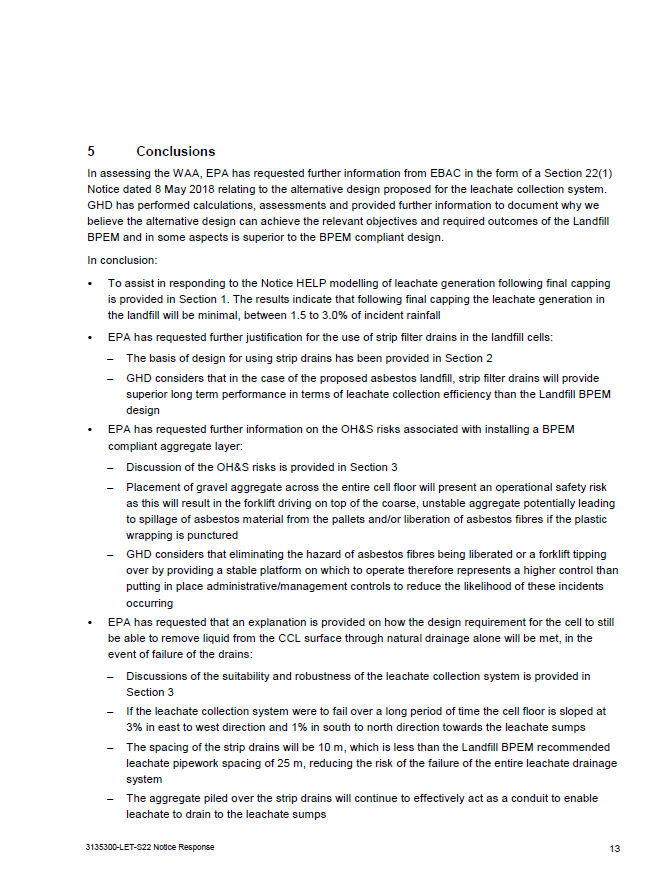 5 Conclusions
In assessing the WAA, EPA has requested further information from EBAC in the form of a Section 22(1)
Notice dated 8 May 2018 relating to the alternative design proposed for the leachate collection system.
GHD has performed calculations, assessments and provided further information to document why we
believe the alternative design can achieve the relevant objectives and required outcomes of the Landfill
BPEM and in some aspects is superior to the BPEM compliant design.
In conclusion:
• To assist in responding to the Notice HELP modelling of leachate generation following final capping
is provided in Section 1. The results indicate that following final capping the leachate generation in
the landfill will be minimal, between 1.5 to 3.0% of incident rainfall
• EPA has requested further justification for the use of strip filter drains in the landfill cells:
– The basis of design for using strip drains has been provided in Section 2
– GHD considers that in the case of the proposed asbestos landfill, strip filter drains will provide
superior long term performance in terms of leachate collection efficiency than the Landfill BPEM
design
• EPA has requested further information on the OH&S risks associated with installing a BPEM
compliant aggregate layer:
– Discussion of the OH&S risks is provided in Section 3
– Placement of gravel aggregate across the entire cell floor will present an operational safety risk
as this will result in the forklift driving on top of the coarse, unstable aggregate potentially leading
to spillage of asbestos material from the pallets and/or liberation of asbestos fibres if the plastic
wrapping is punctured
– GHD considers that eliminating the hazard of asbestos fibres being liberated or a forklift tipping
over by providing a stable platform on which to operate therefore represents a higher control than
putting in place administrative/management controls to reduce the likelihood of these incidents
occurring
• EPA has requested that an explanation is provided on how the design requirement for the cell to still
be able to remove liquid from the CCL surface through natural drainage alone will be met, in the
event of failure of the drains:
– Discussions of the suitability and robustness of the leachate collection system is provided in
Section 3
– If the leachate collection system were to fail over a long period of time the cell floor is sloped at
3% in east to west direction and 1% in south to north direction towards the leachate sumps
– The spacing of the strip drains will be 10 m, which is less than the Landfill BPEM recommended
leachate pipework spacing of 25 m, reducing the risk of the failure of the entire leachate drainage
system
– The aggregate piled over the strip drains will continue to effectively act as a conduit to enable
leachate to drain to the leachate sumps
3135300-LET-S22 Notice Response 13